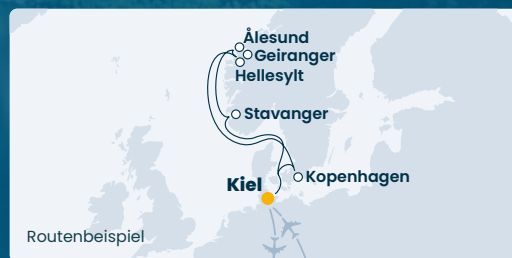 Ålesund
Geiranger
Hellesylt
Stavanger
Kopenhagen
Kiel
Routenbeispiel